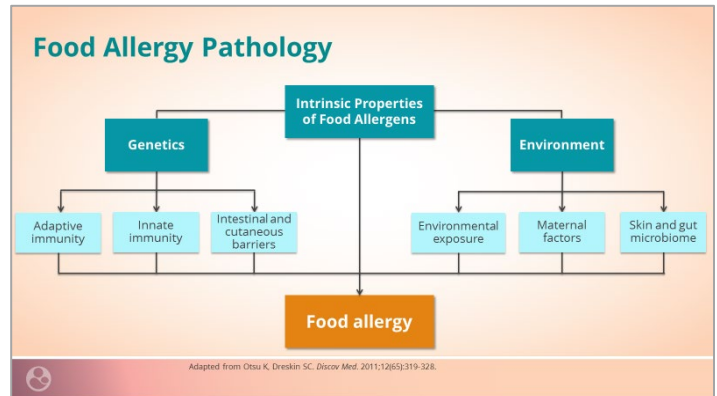 Food Allergy Pathology
Intrinsic Properties
of Food Allergens
Genetics
Environment
Adaptive
immunity
Innate
immunity
Intestinal and
cutaneous
barriers
Environmental
exposure
Maternal
factors
Skin and gut
microbiome
Food allergy
Adapted from Otsu K, Dreskin SC. Discov Med. 2011;12(65):319-328.